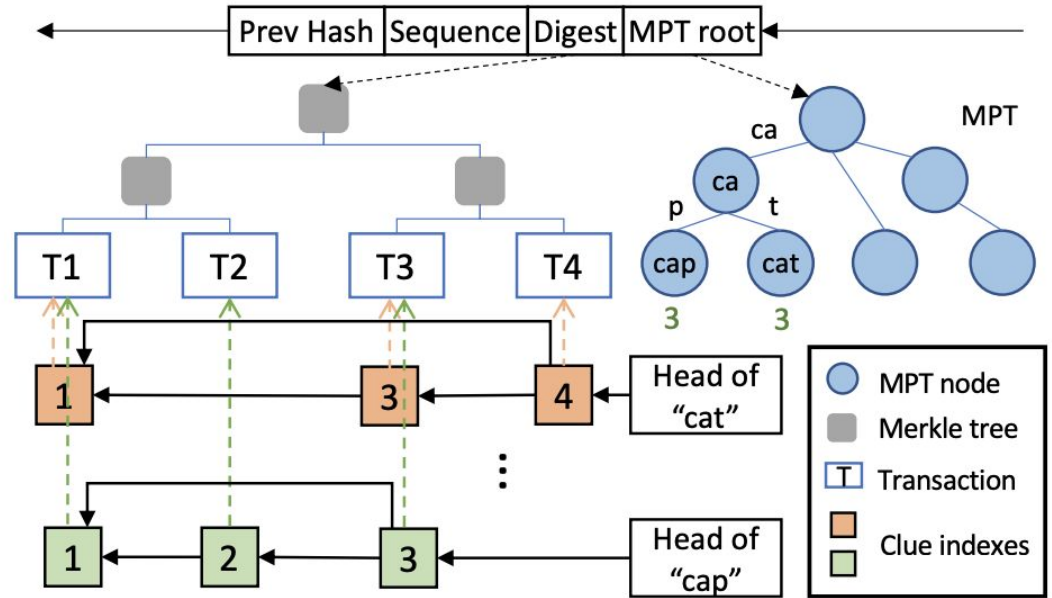 Prev Hash Sequence Digest MPT root
MPT
ca
ca
p t
cap cat
3 3
T1 T2 T3 T4
1 3 4
Head of
“cat”
1 2 3
Head of
“cap”
MPT node
Merkle tree
T Transaction
Clue indexes